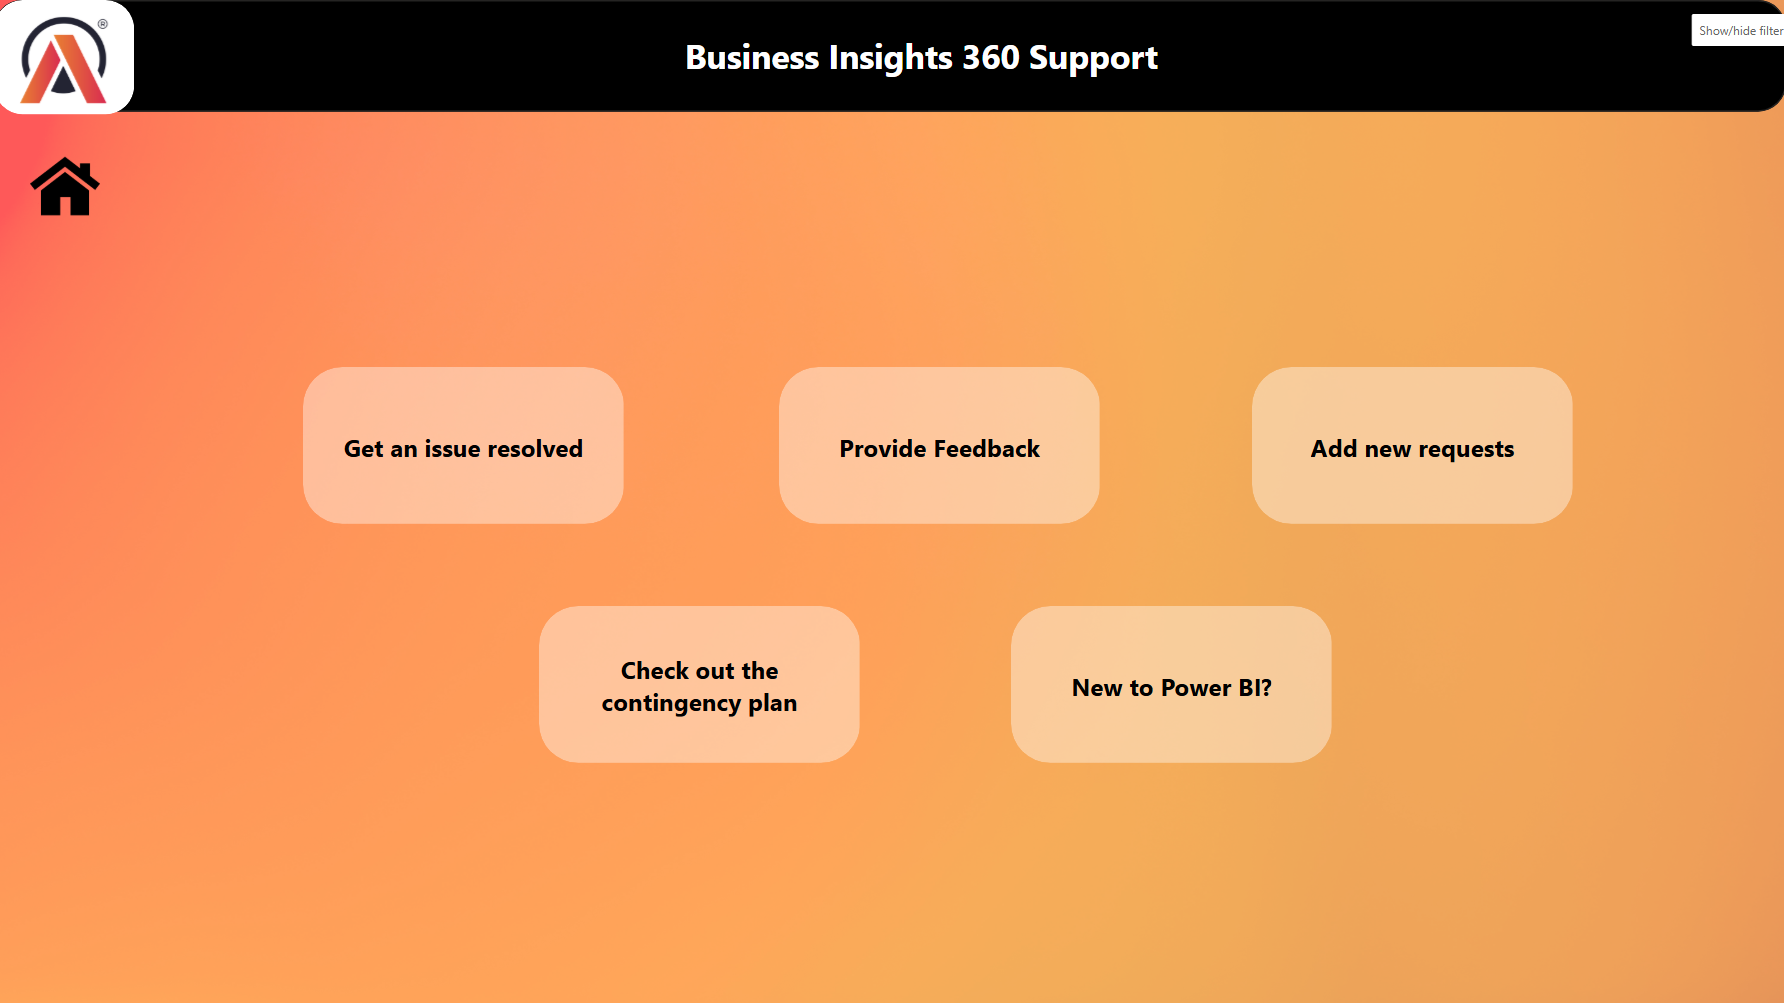 ®
Business Insights 360 Support
Show/hide filter
Get an issue resolved
Provide Feedback
Add new requests
Check out the
contingency plan
New to Power BI?